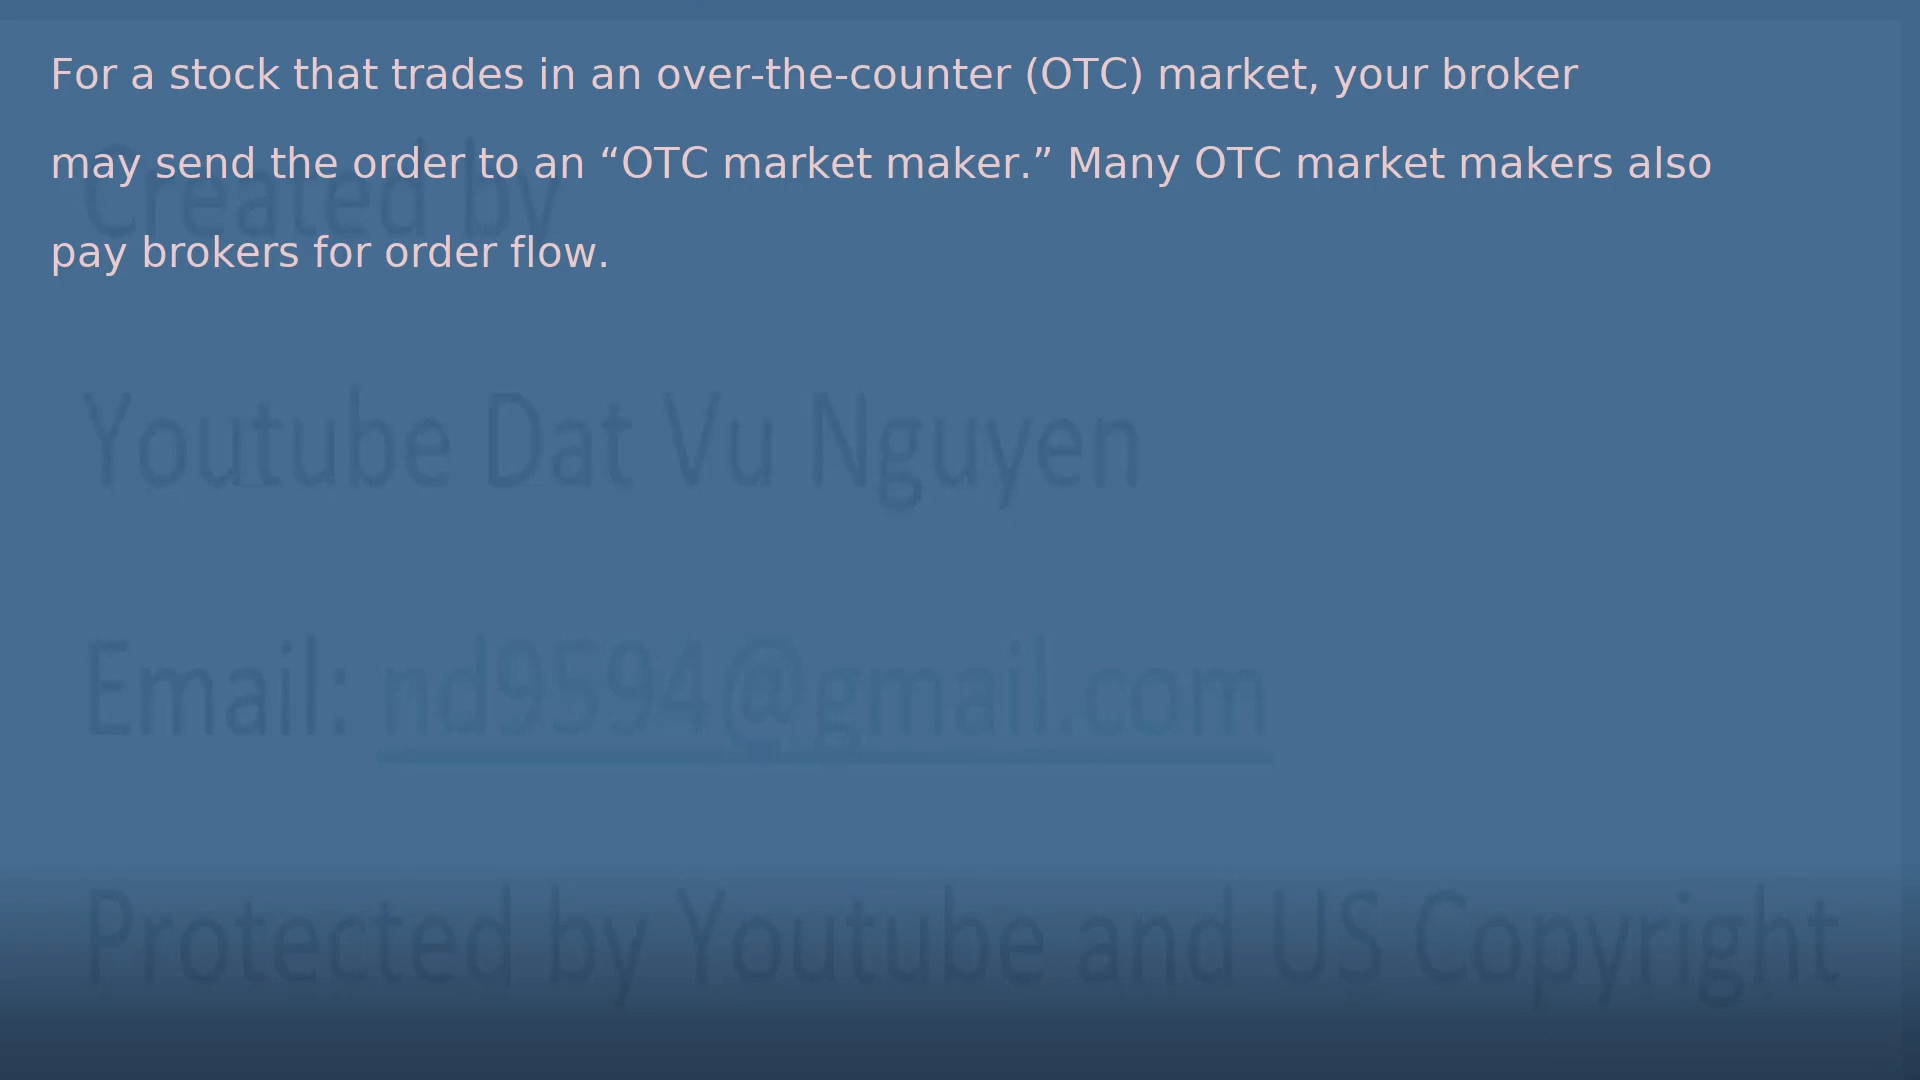 For a stock that trades in an over-the-counter (OTC) market, your broker
may send the order to an “OTC market maker.” Many OTC market makers also
pay brokers for order flow.
Created by
Youtube Dat Vu Nguyen
Email: nd9594@gmail.com
Protected by Youtube and US Copyright